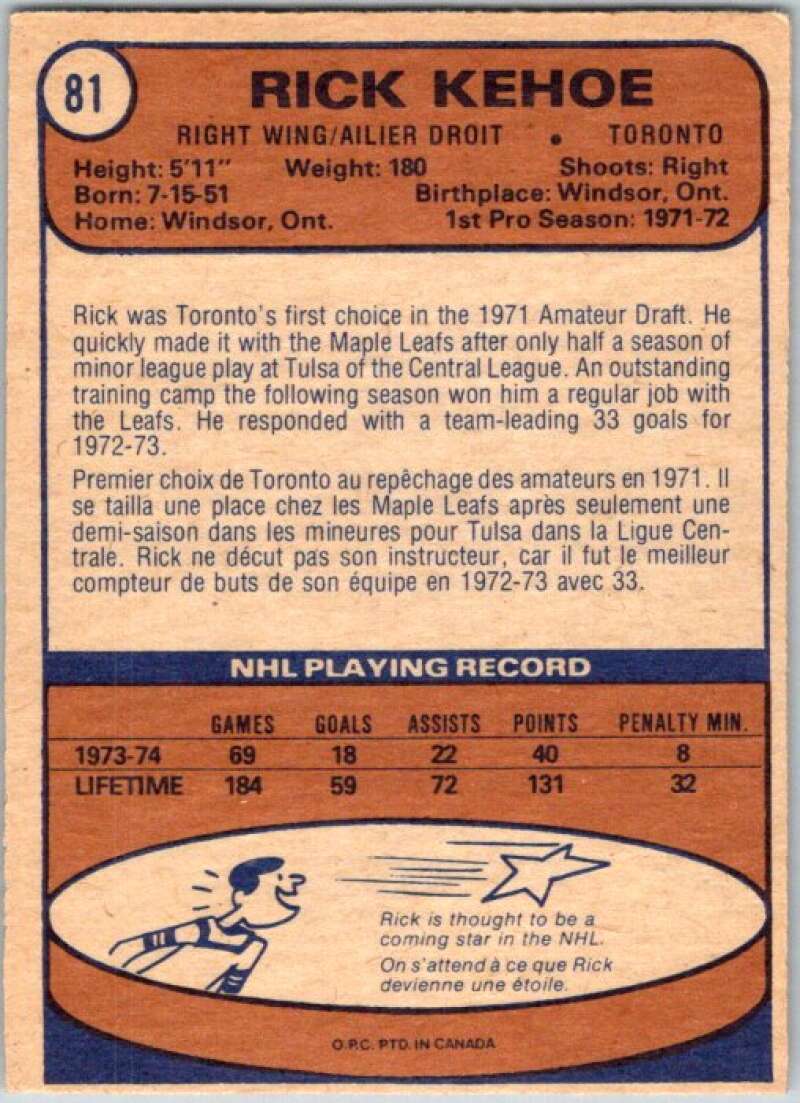 81
RICK KEHOE
RIGHT WING/AILIER DROIT • TORONTO
Height: 5'11" Weight: 180 Shoots: Right
Born: 7-15-51 Birthplace: Windsor, Ont.
Home: Windsor, Ont. 1st Pro Season: 1971-72
Rick was Toronto's first choice in the 1971 Amateur Draft. He
quickly made it with the Maple Leafs after only half a season of
minor league play at Tulsa of the Central League. An outstanding
training camp the following season won him a regular job with
the Leafs. He responded with a team-leading 33 goals for
1972-73.
Premier choix de Toronto au repêchage des amateurs en 1971. Il
se tailla une place chez les Maple Leafs après seulement une
demi-saison dans les mineures pour Tulsa dans la Ligue Cen-
trale. Rick ne décut pas son instructeur, car il fut le meilleur
compteur de buts de son équipe en 1972-73 avec 33.
NHL PLAYING RECORD
GAMES GOALS ASSISTS POINTS PENALTY MIN.
1973-74 69 18 22 40 8
LIFETIME 184 59 72 131 32
Rick is thought to be a
coming star in the NHL.
On s'attend à ce que Rick
devienne une étoile.
O.P.C. PTD. IN CANADA